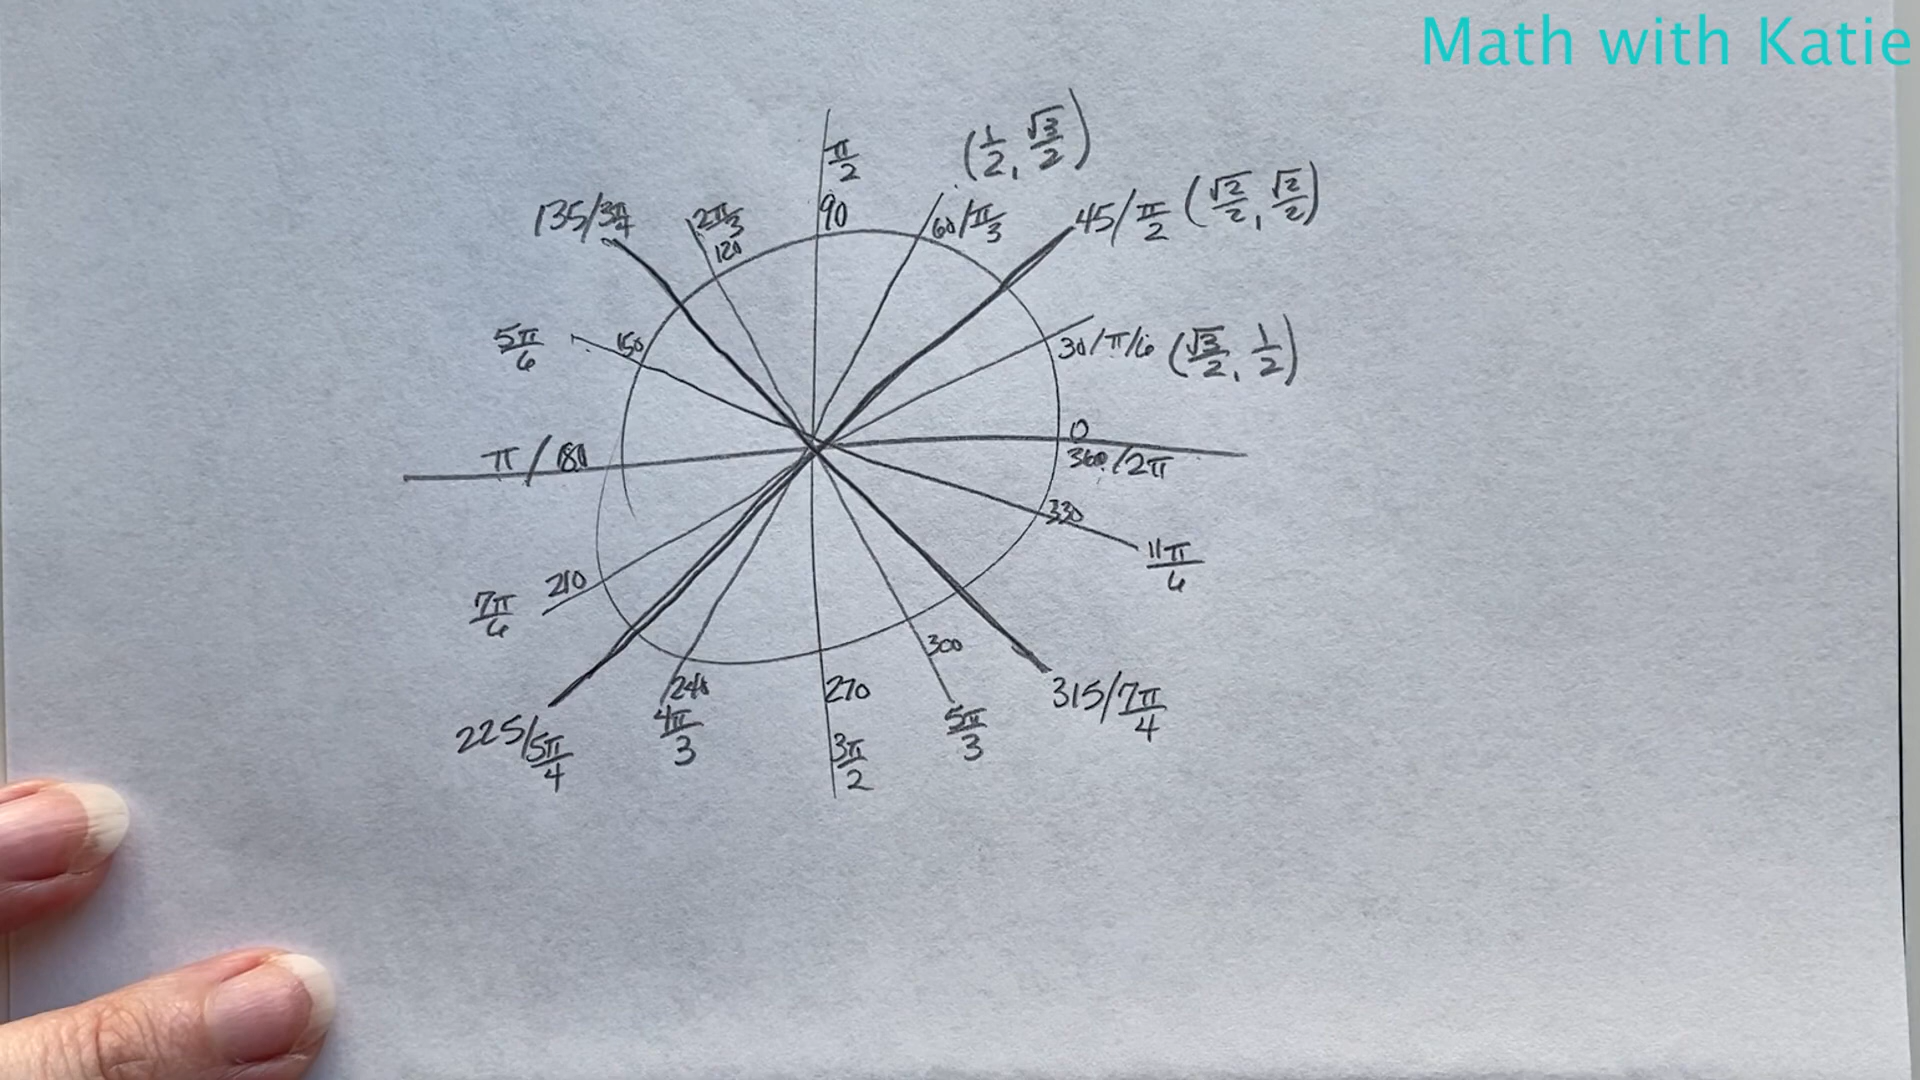 Math with Katie
π/2
90
(1/2, √3/2)
60/π/3
45/π/2 (√2/2, √2/2)
30/π/6 (√3/2, 1/2)
0
360/2π
330
11π/6
315/7π/4
300
5π/3
270
3π/2
240
4π/3
225/5π/4
210
7π/6
π/180
150
5π/6
135/3π/4
2π/3
120